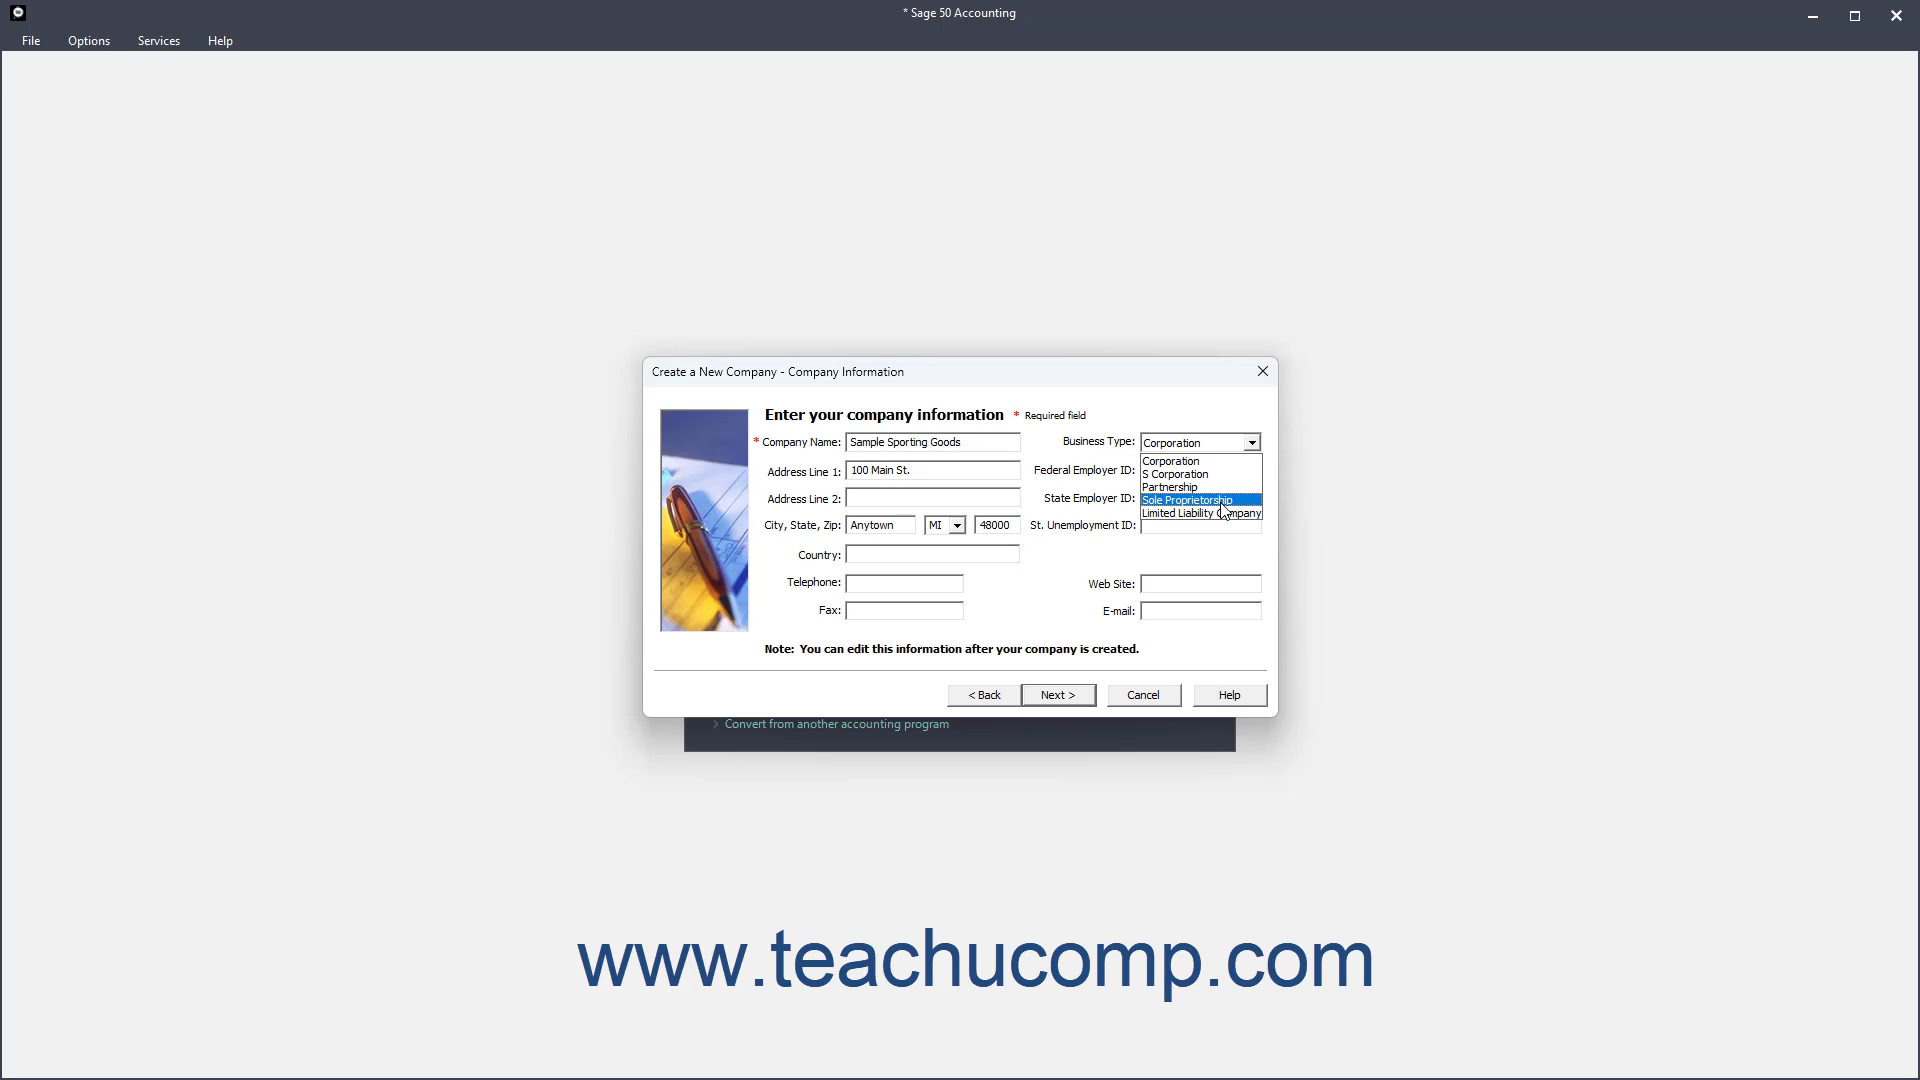 * Sage 50 Accounting
File Options Services Help
Create a New Company - Company Information
Enter your company information * Required field
* Company Name: Sample Sporting Goods
Business Type: Corporation
Address Line 1: 100 Main St.
Federal Employer ID:
Corporation
S Corporation
Partnership
Sole Proprietorship
Limited Liability Company
Address Line 2:
State Employer ID:
City, State, Zip: Anytown MI 48000
St. Unemployment ID:
Country:
Telephone:
Web Site:
Fax:
E-mail:
Note: You can edit this information after your company is created.
< Back Next > Cancel Help
> Convert from another accounting program
www.teachucomp.com